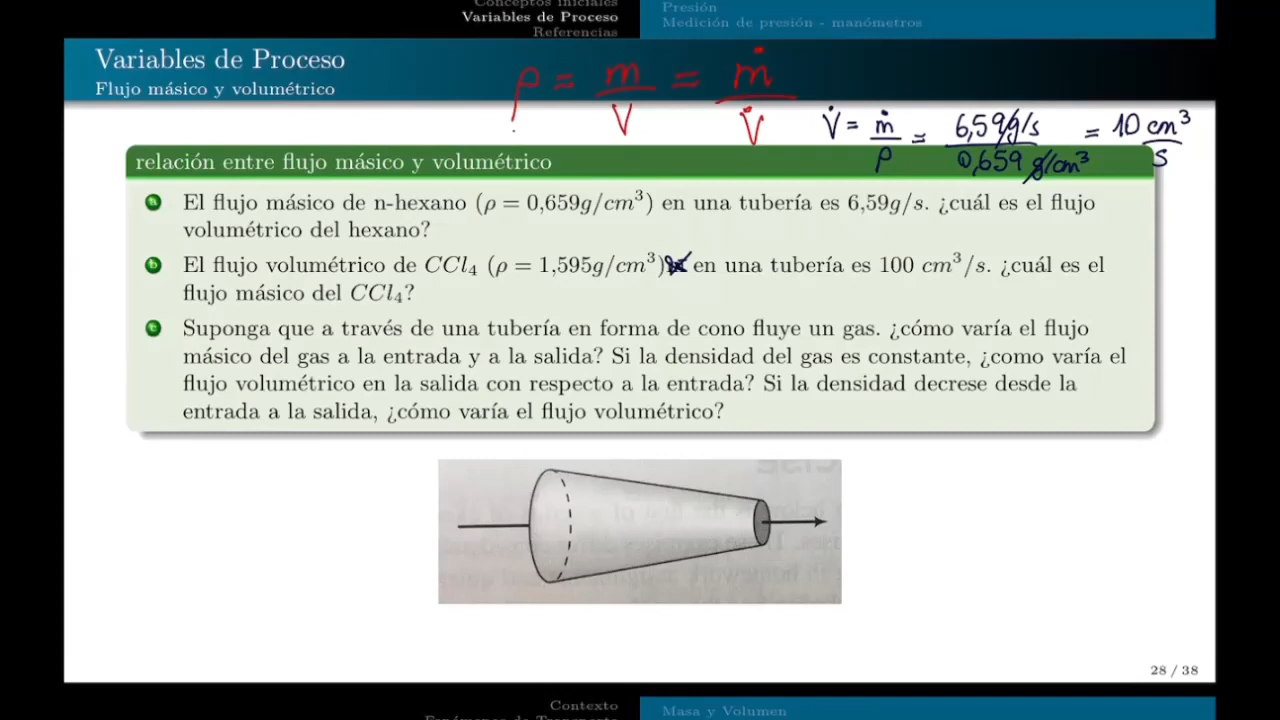 Conceptos iniciales
Variables de Proceso
Referencias
Presión
Medición de presión - manómetros
Variables de Proceso
Flujo másico y volumétrico
ρ = m/V = ṁ/V̇
V̇ = ṁ/ρ = 6,59 g/s / 0,659 g/cm³ = 10 cm³/s
relación entre flujo másico y volumétrico
a El flujo másico de n-hexano (ρ = 0,659g/cm³) en una tubería es 6,59g/s. ¿cuál es el flujo
volumétrico del hexano?
b El flujo volumétrico de CCl₄ (ρ = 1,595g/cm³) en una tubería es 100 cm³/s. ¿cuál es el
flujo másico del CCl₄?
c Suponga que a través de una tubería en forma de cono fluye un gas. ¿cómo varía el flujo
másico del gas a la entrada y a la salida? Si la densidad del gas es constante, ¿como varía el
flujo volumétrico en la salida con respecto a la entrada? Si la densidad decrese desde la
entrada a la salida, ¿cómo varía el flujo volumétrico?
28 / 38
Contexto
Fenómenos de Transporte
Masa y Volumen